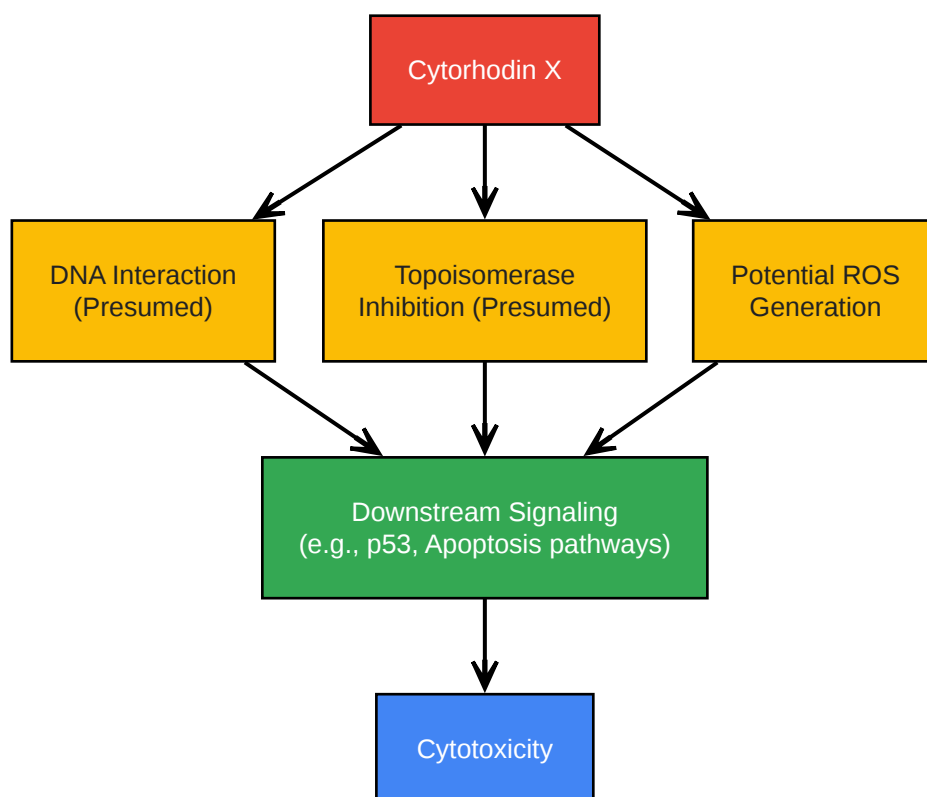 Cytorhodin X
DNA Interaction
(Presumed)
Topoisomerase
Inhibition (Presumed)
Potential ROS
Generation
Downstream Signaling
(e.g., p53, Apoptosis pathways)
Cytotoxicity